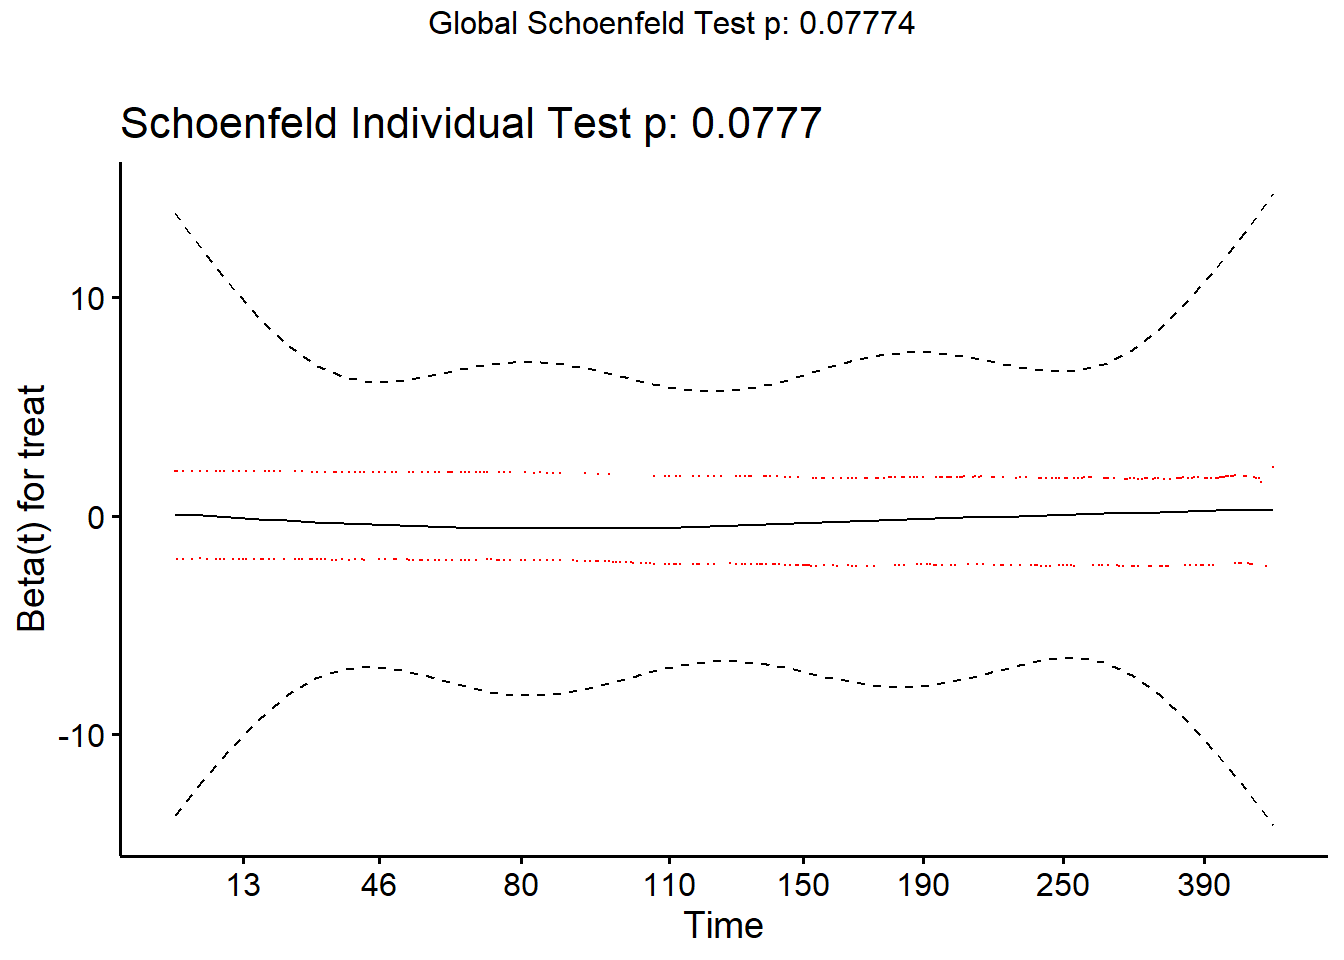 Global Schoenfeld Test p: 0.07774
Schoenfeld Individual Test p: 0.0777
Beta(t) for treat
10
0
-10
13 46 80 110 150 190 250 390
Time